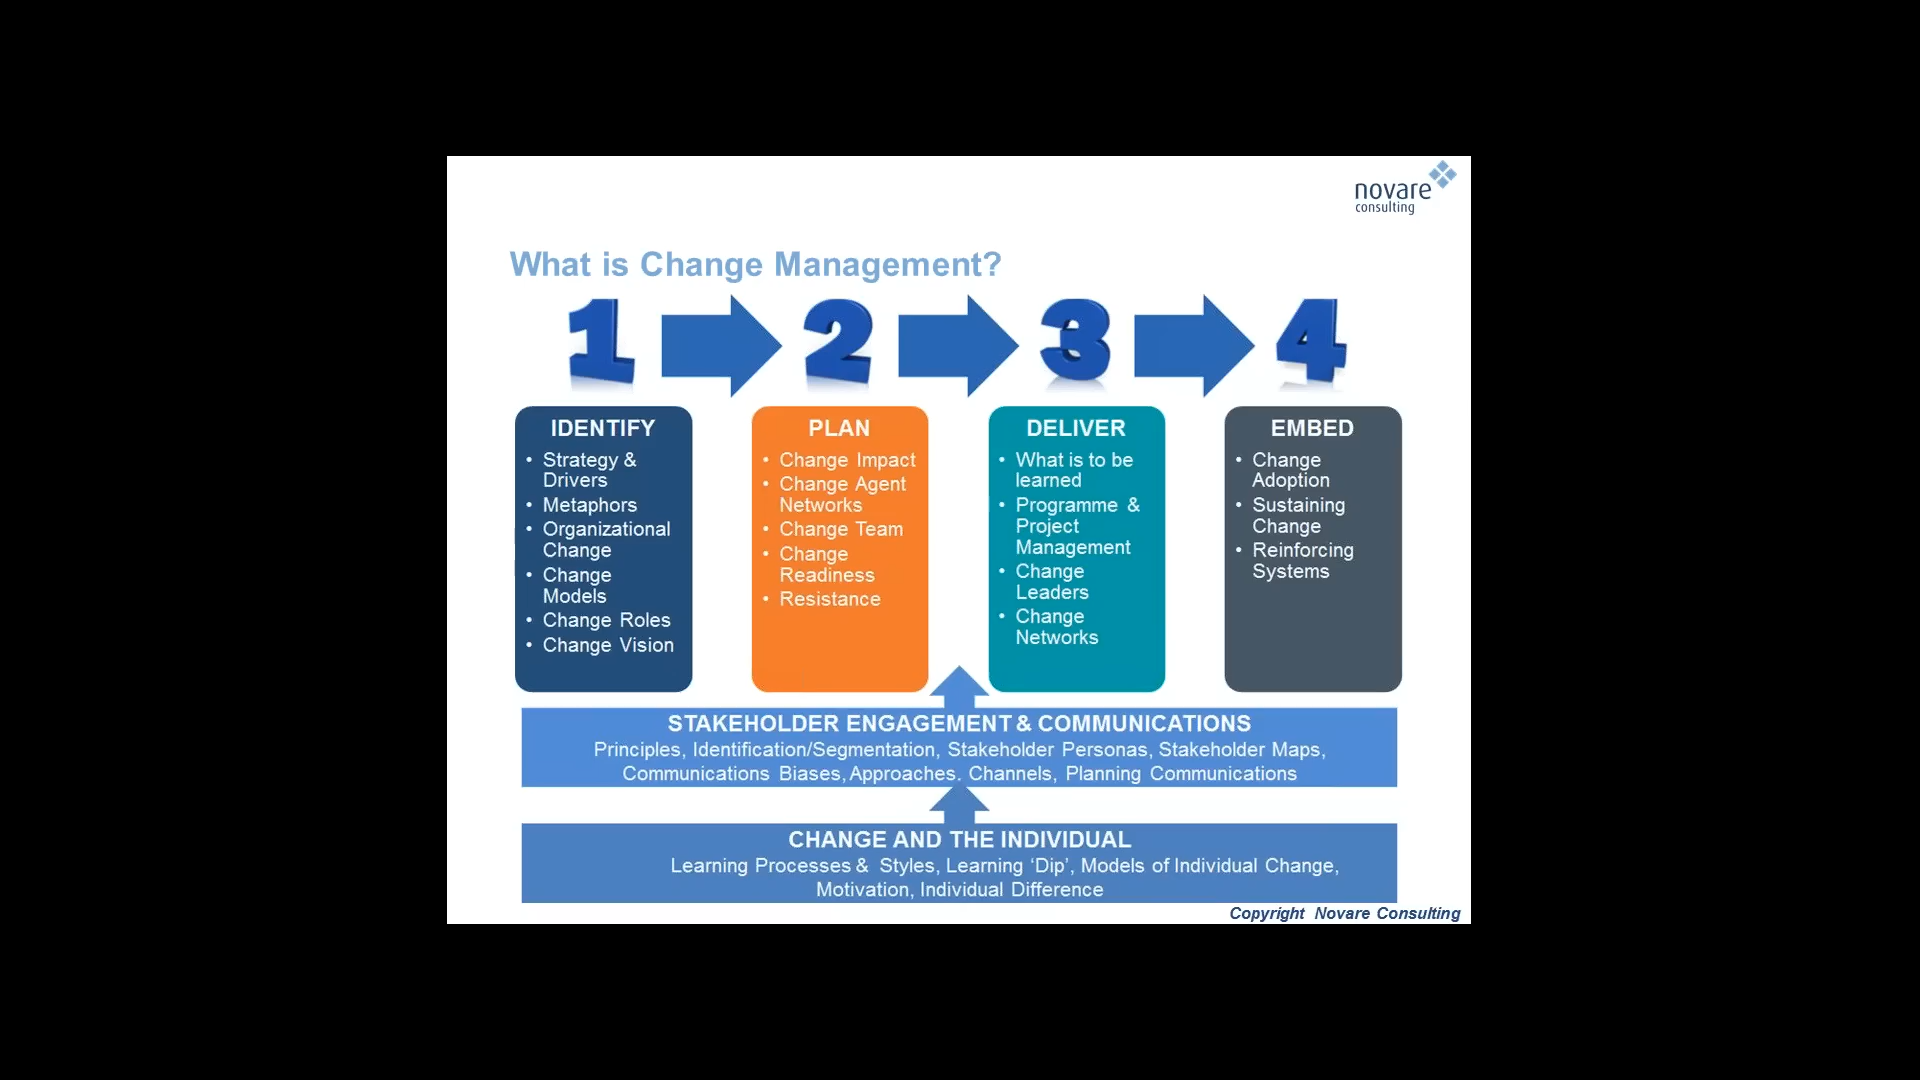 novare
consulting
What is Change Management?
1
2
3
4
IDENTIFY
• Strategy &
Drivers
• Metaphors
• Organizational
Change
• Change
Models
• Change Roles
• Change Vision
PLAN
• Change Impact
• Change Agent
Networks
• Change Team
• Change
Readiness
• Resistance
DELIVER
• What is to be
learned
• Programme &
Project
Management
• Change
Leaders
• Change
Networks
EMBED
• Change
Adoption
• Sustaining
Change
• Reinforcing
Systems
STAKEHOLDER ENGAGEMENT & COMMUNICATIONS
Principles, Identification/Segmentation, Stakeholder Personas, Stakeholder Maps,
Communications Biases, Approaches. Channels, Planning Communications
CHANGE AND THE INDIVIDUAL
Learning Processes & Styles, Learning ‘Dip’, Models of Individual Change,
Motivation, Individual Difference
Copyright Novare Consulting